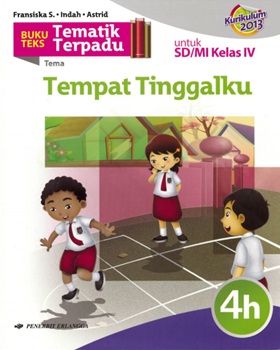 Fransiska S. • Indah • Astrid
BUKU TEKS
Tematik Terpadu
untuk
SD/MI Kelas IV
Kurikulum 2013
Tema
Tempat Tinggalku
4h
PENERBIT ERLANGGA